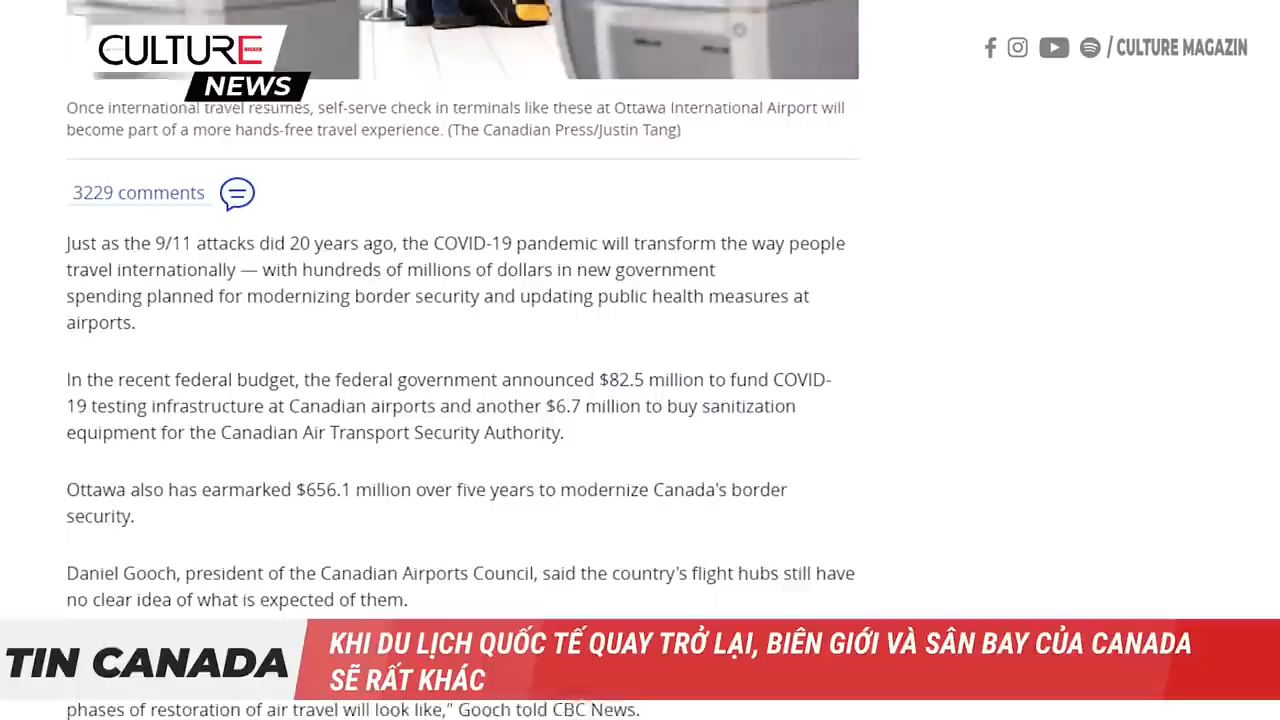 CULTURE
NEWS
/ CULTURE MAGAZIN
Once international travel resumes, self-serve check in terminals like these at Ottawa International Airport will
become part of a more hands-free travel experience. (The Canadian Press/Justin Tang)
3229 comments
Just as the 9/11 attacks did 20 years ago, the COVID-19 pandemic will transform the way people
travel internationally — with hundreds of millions of dollars in new government
spending planned for modernizing border security and updating public health measures at
airports.
In the recent federal budget, the federal government announced $82.5 million to fund COVID-
19 testing infrastructure at Canadian airports and another $6.7 million to buy sanitization
equipment for the Canadian Air Transport Security Authority.
Ottawa also has earmarked $656.1 million over five years to modernize Canada's border
security.
Daniel Gooch, president of the Canadian Airports Council, said the country's flight hubs still have
no clear idea of what is expected of them.
TIN CANADA
KHI DU LỊCH QUỐC TẾ QUAY TRỞ LẠI, BIÊN GIỚI VÀ SÂN BAY CỦA CANADA
SẼ RẤT KHÁC
phases of restoration of air travel will look like," Gooch told CBC News.